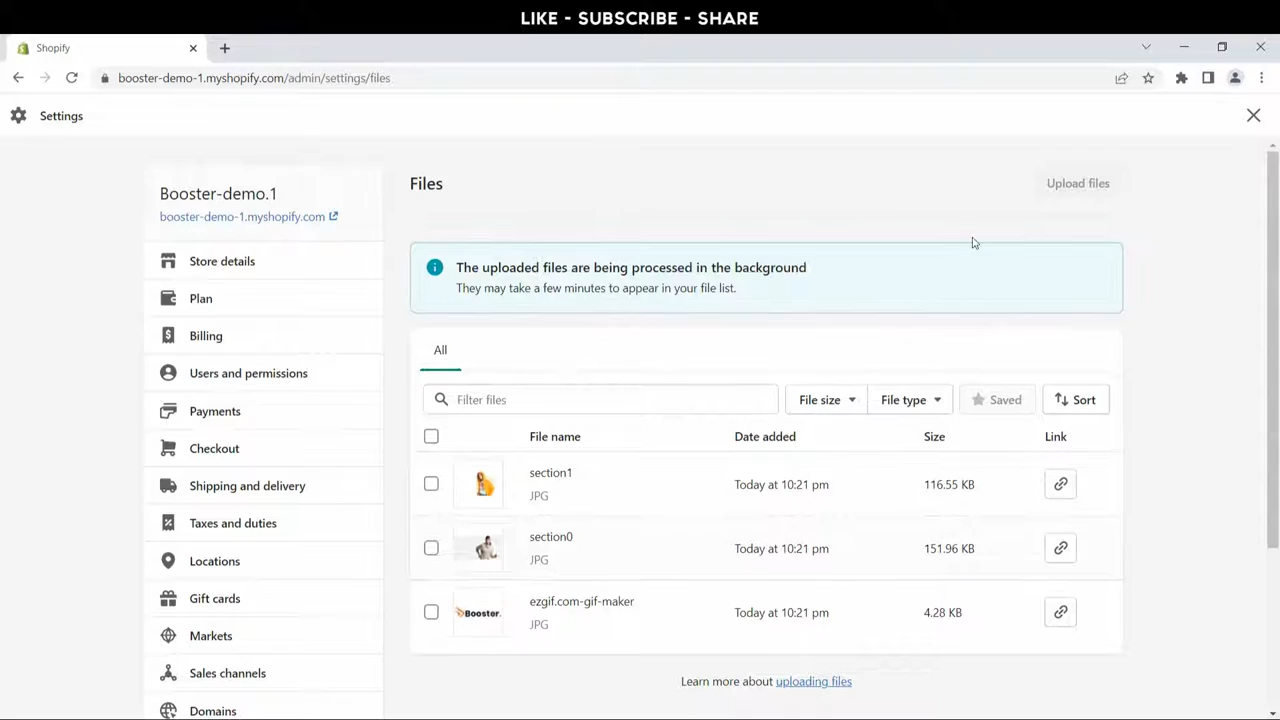 LIKE - SUBSCRIBE - SHARE
Shopify
booster-demo-1.myshopify.com/admin/settings/files
Settings
Booster-demo.1
booster-demo-1.myshopify.com
Store details
Plan
Billing
Users and permissions
Payments
Checkout
Shipping and delivery
Taxes and duties
Locations
Gift cards
Markets
Sales channels
Domains
Files
Upload files
The uploaded files are being processed in the background
They may take a few minutes to appear in your file list.
All
Filter files
File size
File type
Saved
Sort
File name Date added Size Link
section1
JPG
Today at 10:21 pm
116.55 KB
section0
JPG
Today at 10:21 pm
151.96 KB
Booster.
ezgif.com-gif-maker
JPG
Today at 10:21 pm
4.28 KB
Learn more about uploading files